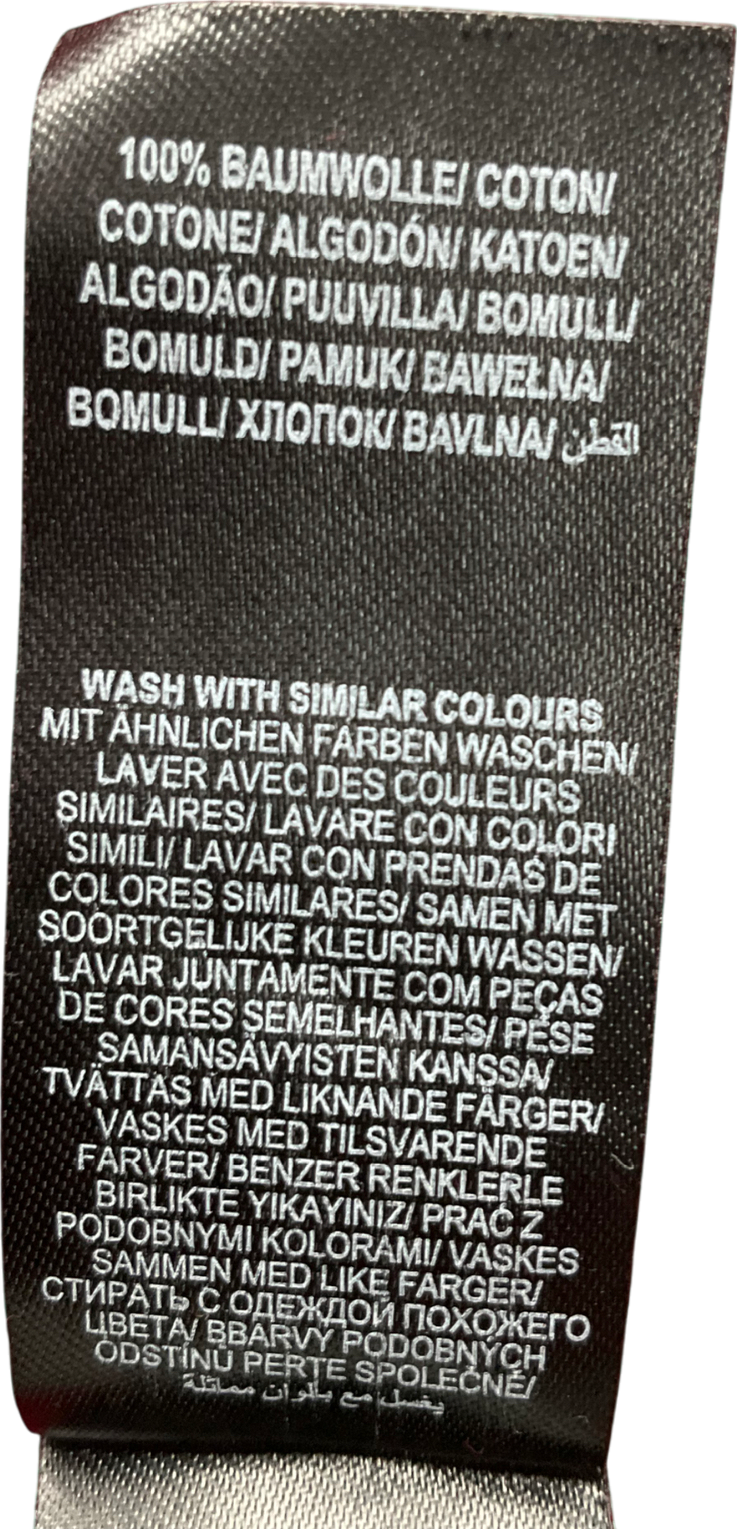 100% BAUMWOLLE/ COTON/
COTONE/ ALGODÓN/ KATOEN/
ALGODÃO/ PUUVILLA/ BOMULL/
BOMULD/ PAMUK/ BAWEŁNA/
BOMULL/ ХЛОПОК/ BAVLNA/ القطن
WASH WITH SIMILAR COLOURS
MIT ÄHNLICHEN FARBEN WASCHEN/
LAVER AVEC DES COULEURS
SIMILAIRES/ LAVARE CON COLORI
SIMILI/ LAVAR CON PRENDAS DE
COLORES SIMILARES/ SAMEN MET
SOORTGELIJKE KLEUREN WASSEN/
LAVAR JUNTAMENTE COM PEÇAS
DE CORES SEMELHANTES/ PESE
SAMANSÄVYISTEN KANSSA/
TVÄTTAS MED LIKNANDE FÄRGER/
VASKES MED TILSVARENDE
FARVER/ BENZER RENKLERLE
BIRLIKTE YIKAYINIZ/ PRAĆ Z
PODOBNYMI KOLORAMI/ VASKES
SAMMEN MED LIKE FARGER/
СТИРАТЬ С ОДЕЖДОЙ ПОХОЖЕГО
ЦВЕТА/ BBARVY PODOBNÝCH
ODSTÍNŮ PERTE SPOLEČNĚ/
يغسل مع بألوان مماثلة